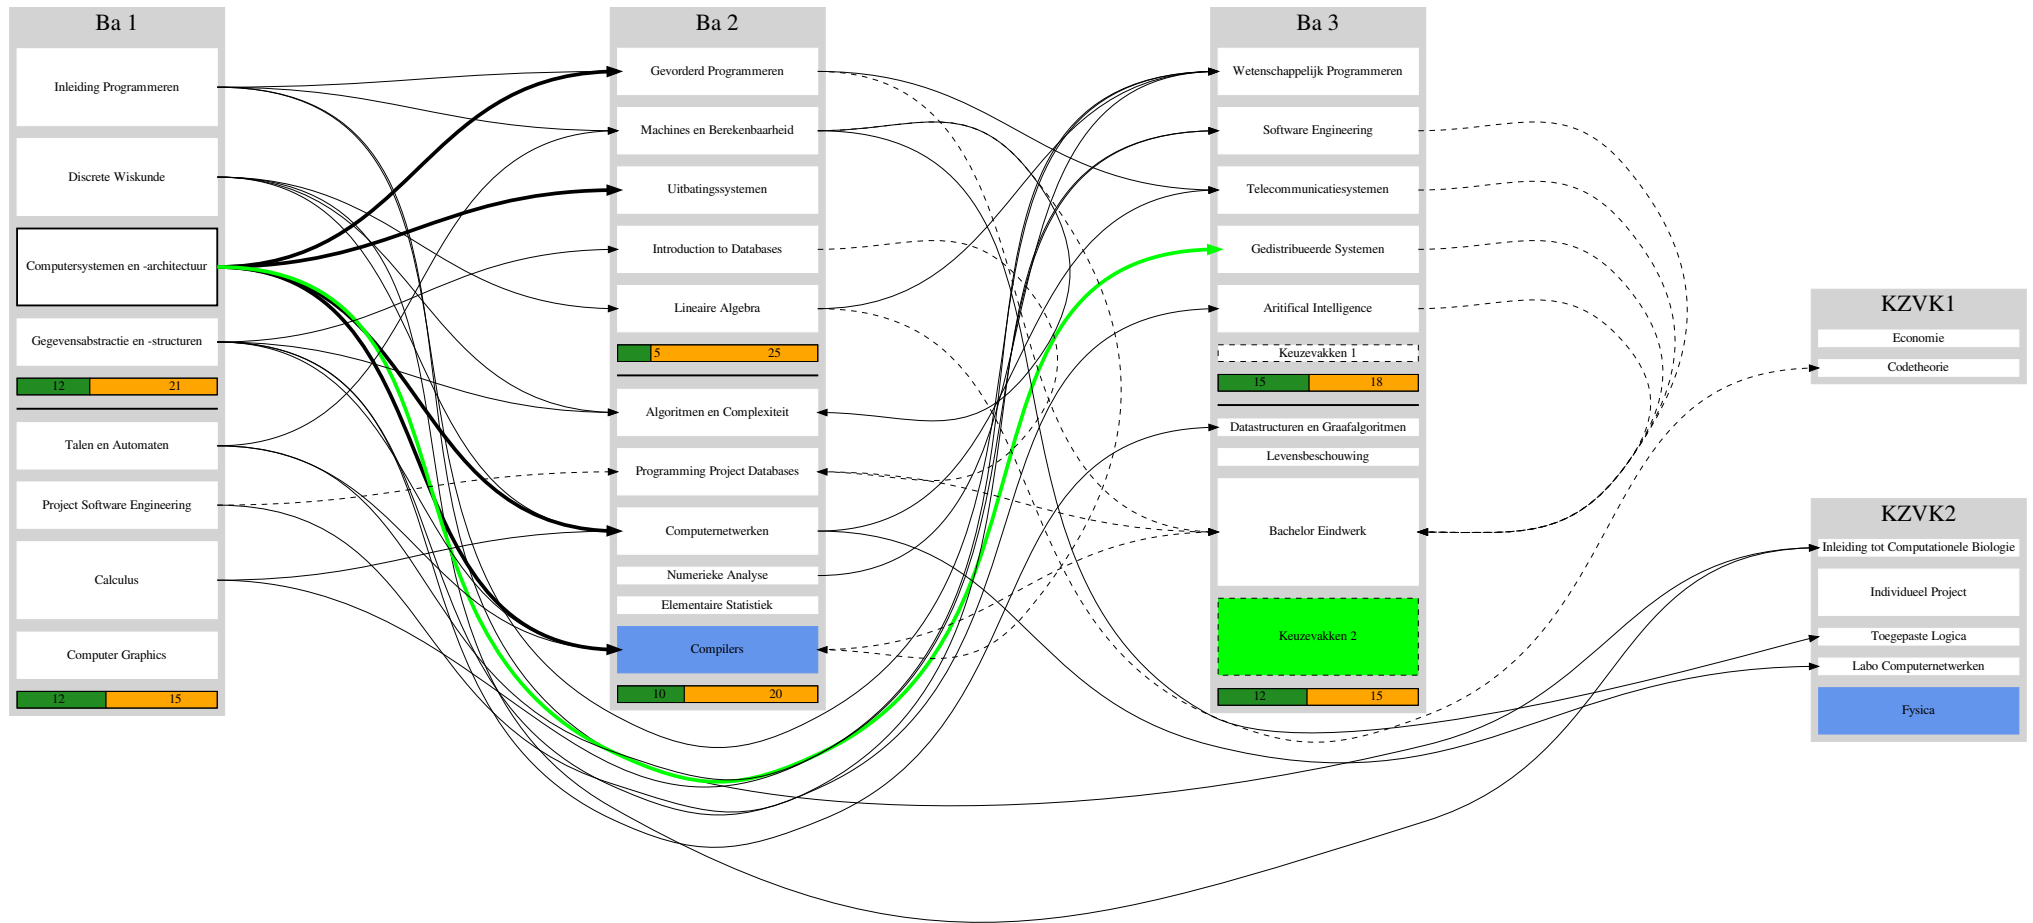 Ba 1
Inleiding Programmeren
Discrete Wiskunde
Computersystemen en -architectuur
Gegevensabstractie en -structuren
12 21
Talen en Automaten
Project Software Engineering
Calculus
Computer Graphics
12 15
Ba 2
Gevorderd Programmeren
Machines en Berekenbaarheid
Uitbatingssystemen
Introduction to Databases
Lineaire Algebra
5 25
Algoritmen en Complexiteit
Programming Project Databases
Computernetwerken
Numerieke Analyse
Elementaire Statistiek
Compilers
10 20
Ba 3
Wetenschappelijk Programmeren
Software Engineering
Telecommunicatiesystemen
Gedistribueerde Systemen
Aritifical Intelligence
Keuzevakken 1
15 18
Datastructuren en Graafalgoritmen
Levensbeschouwing
Bachelor Eindwerk
Keuzevakken 2
12 15
KZVK1
Economie
Codetheorie
KZVK2
Inleiding tot Computationele Biologie
Individueel Project
Toegepaste Logica
Labo Computernetwerken
Fysica